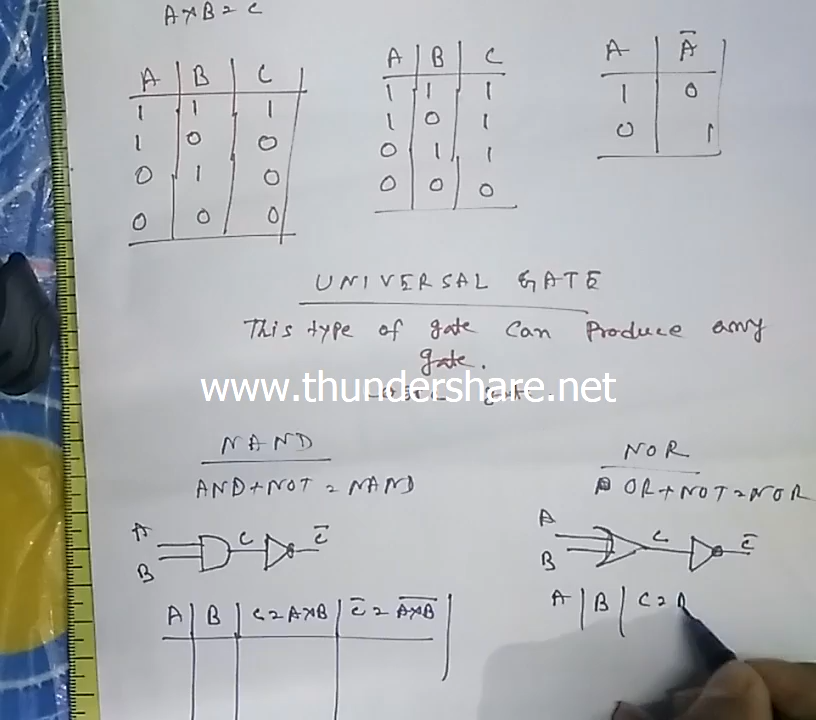 A×B = C
A B C
1 1 1
1 0 0
0 1 0
0 0 0
A B C
1 1 1
1 0 1
0 1 1
0 0 0
A Ā
1 0
0 1
UNIVERSAL GATE
This type of gate can Produce any
gate.
www.thundershare.net
NAND
AND+NOT = NAND
A
B
C
C̅
A B C = A×B C̅ = A̅×̅B̅
NOR
OR+NOT = NOR
A
B
C
C̅
A B C =